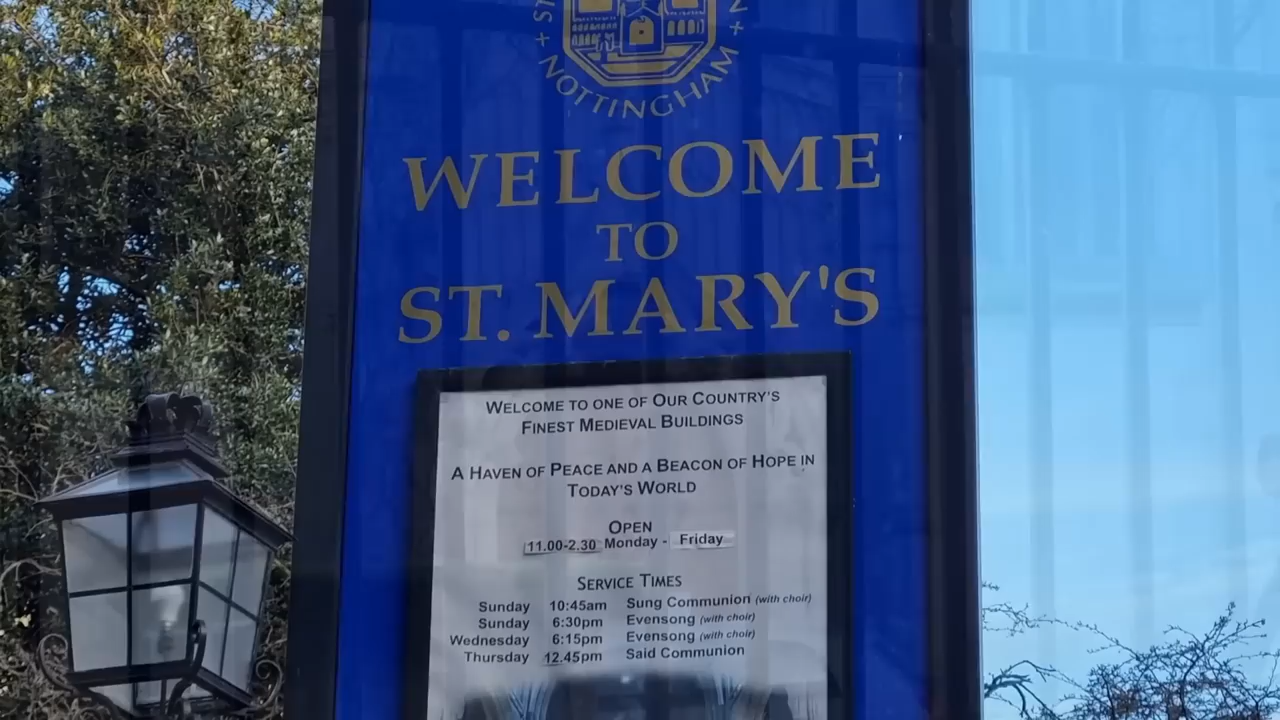 NOTTINGHAM
WELCOME
TO
ST. MARY'S
WELCOME TO ONE OF OUR COUNTRY'S
FINEST MEDIEVAL BUILDINGS
A HAVEN OF PEACE AND A BEACON OF HOPE IN
TODAY'S WORLD
OPEN
11.00-2.30 Monday - Friday
SERVICE TIMES
Sunday 10:45am Sung Communion (with choir)
Sunday 6:30pm Evensong (with choir)
Wednesday 6:15pm Evensong (with choir)
Thursday 12.45pm Said Communion